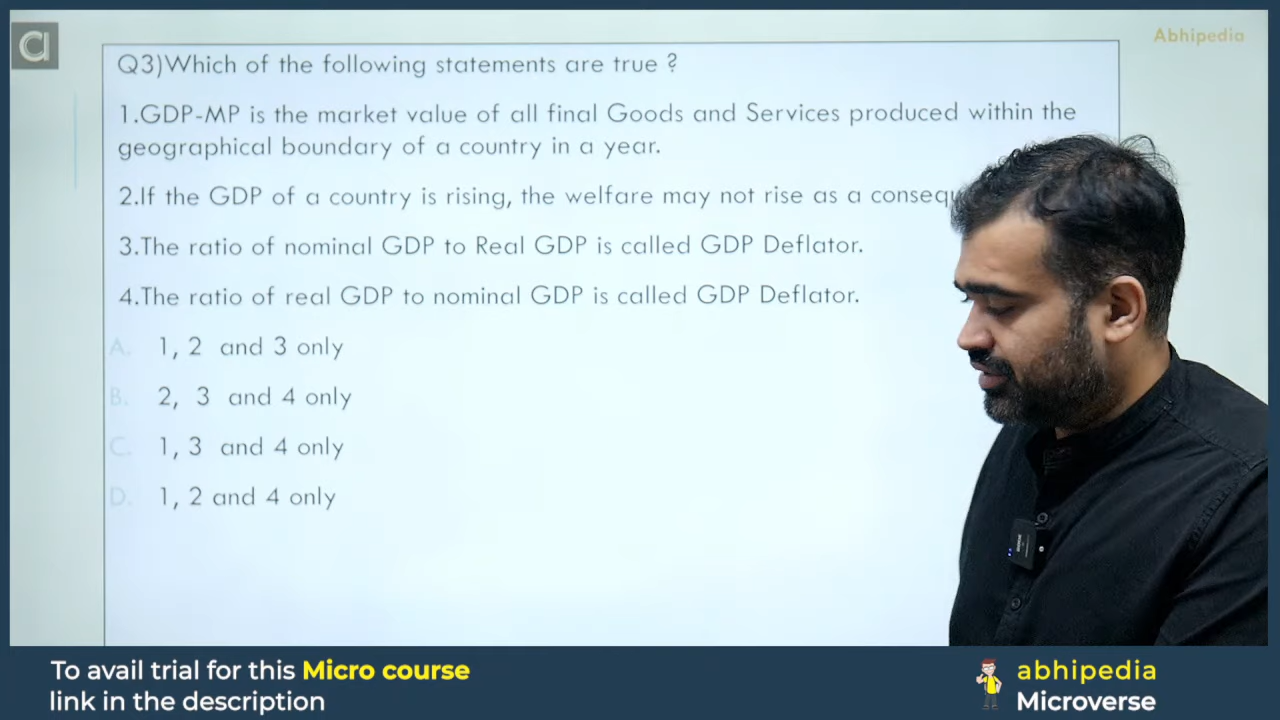 Abhipedia
Q3)Which of the following statements are true ?
1.GDP-MP is the market value of all final Goods and Services produced within the
geographical boundary of a country in a year.
2.If the GDP of a country is rising, the welfare may not rise as a
3.The ratio of nominal GDP to Real GDP is called GDP Deflator.
4.The ratio of real GDP to nominal GDP is called GDP Deflator.
A. 1, 2 and 3 only
B. 2, 3 and 4 only
C. 1, 3 and 4 only
D. 1, 2 and 4 only
To avail trial for this Micro course
link in the description
abhipedia
Microverse